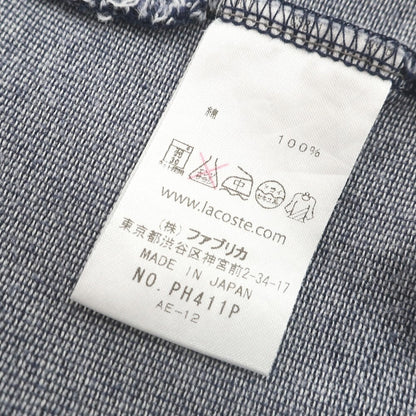 綿
100%
中
www.lacoste.com
(株) ファブリカ
東京都渋谷区神宮前2-34-17
MADE IN JAPAN
NO. PH411P
AE-12